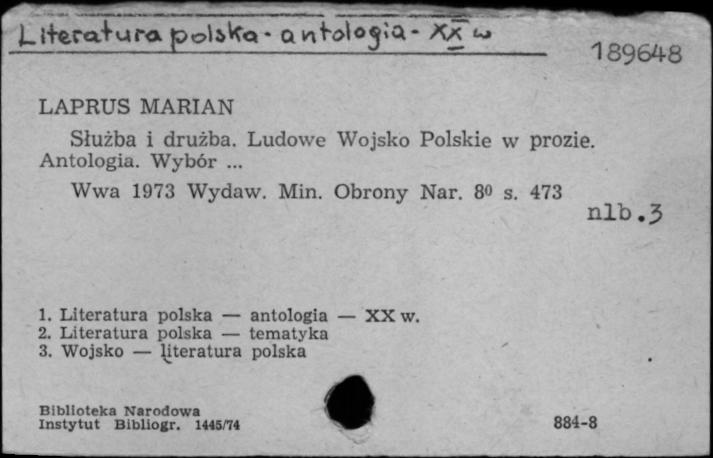 Literatura polska - antologia - XX w
189648
LAPRUS MARIAN
Służba i drużba. Ludowe Wojsko Polskie w prozie.
Antologia. Wybór ...
Wwa 1973 Wydaw. Min. Obrony Nar. 8º s. 473
nlb.3
1. Literatura polska — antologia — XX w.
2. Literatura polska — tematyka
3. Wojsko — literatura polska
Biblioteka Narodowa
Instytut Bibliogr. 1445/74
884-8